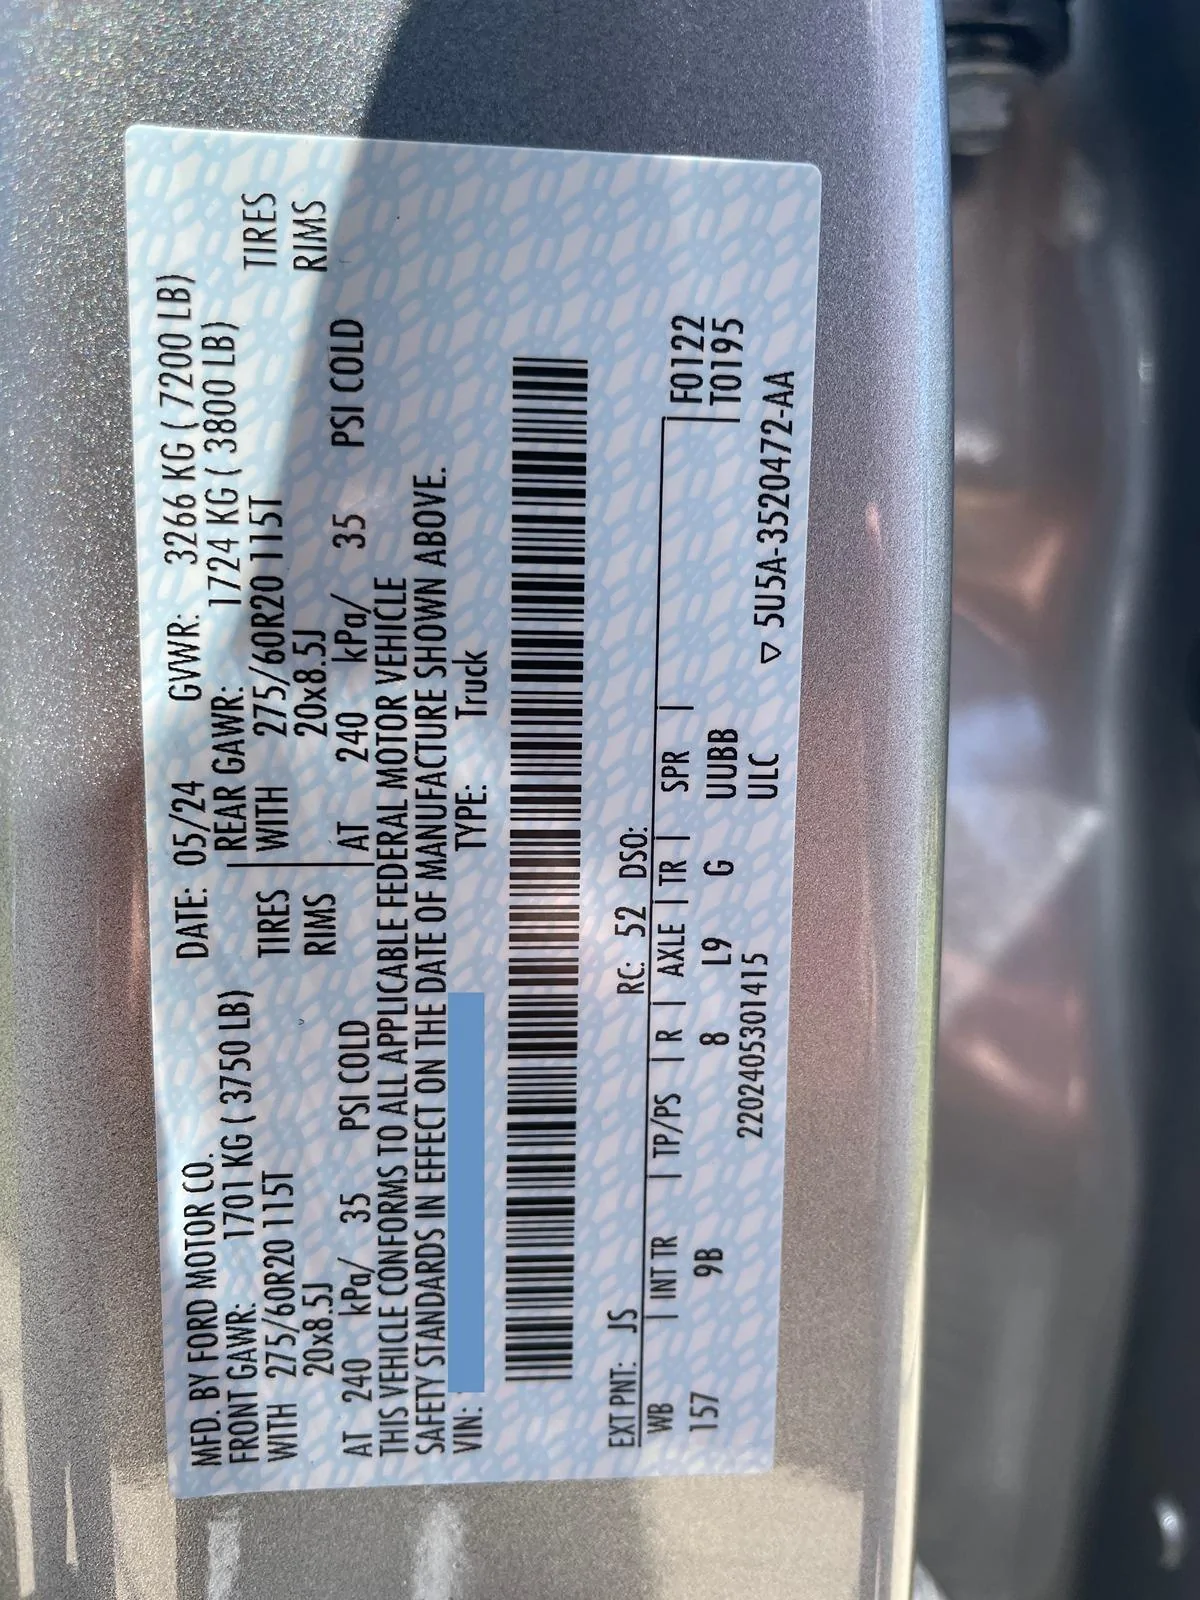 MFD. BY FORD MOTOR CO. DATE: 05/24 GVWR: 3266 KG ( 7200 LB)
FRONT GAWR: 1701 KG ( 3750 LB) REAR GAWR: 1724 KG ( 3800 LB)
WITH 275/60R20 115T TIRES WITH 275/60R20 115T TIRES
20x8.5J RIMS 20x8.5J RIMS
AT 240 kPa/ 35 PSI COLD AT 240 kPa/ 35 PSI COLD
THIS VEHICLE CONFORMS TO ALL APPLICABLE FEDERAL MOTOR VEHICLE
SAFETY STANDARDS IN EFFECT ON THE DATE OF MANUFACTURE SHOWN ABOVE.
VIN: TYPE: Truck
EXT PNT: JS RC: 52 DSO:
WB | INT TR | TP/PS | R | AXLE | TR | SPR | F0122
157 9B 8 L9 G UUBB T0195
220240530141​5 ULC
▽ 5U5A-3520472-AA